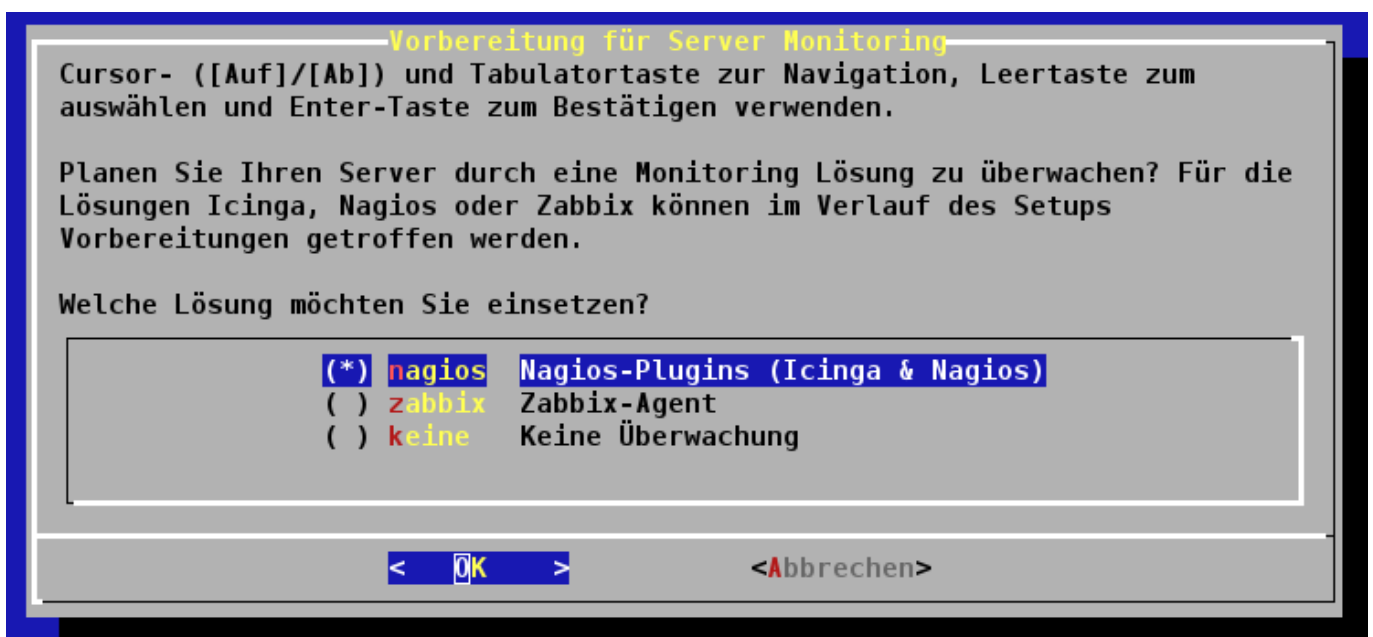 Vorbereitung für Server Monitoring
Cursor- ([Auf]/[Ab]) und Tabulatortaste zur Navigation, Leertaste zum
auswählen und Enter-Taste zum Bestätigen verwenden.
Planen Sie Ihren Server durch eine Monitoring Lösung zu überwachen? Für die
Lösungen Icinga, Nagios oder Zabbix können im Verlauf des Setups
Vorbereitungen getroffen werden.
Welche Lösung möchten Sie einsetzen?
(*) nagios Nagios-Plugins (Icinga & Nagios)
( ) zabbix Zabbix-Agent
( ) keine Keine Überwachung
< OK > <Abbrechen>